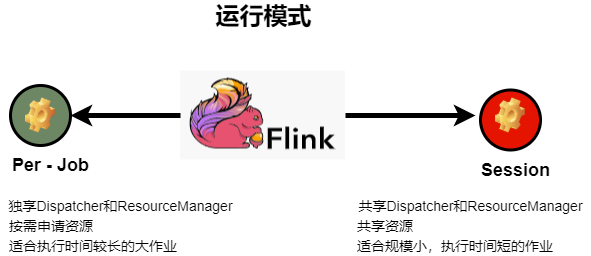 运行模式
Flink
Per - Job
Session
独享Dispatcher和ResourceManager
按需申请资源
适合执行时间较长的大作业
共享Dispatcher和ResourceManager
共享资源
适合规模小，执行时间短的作业